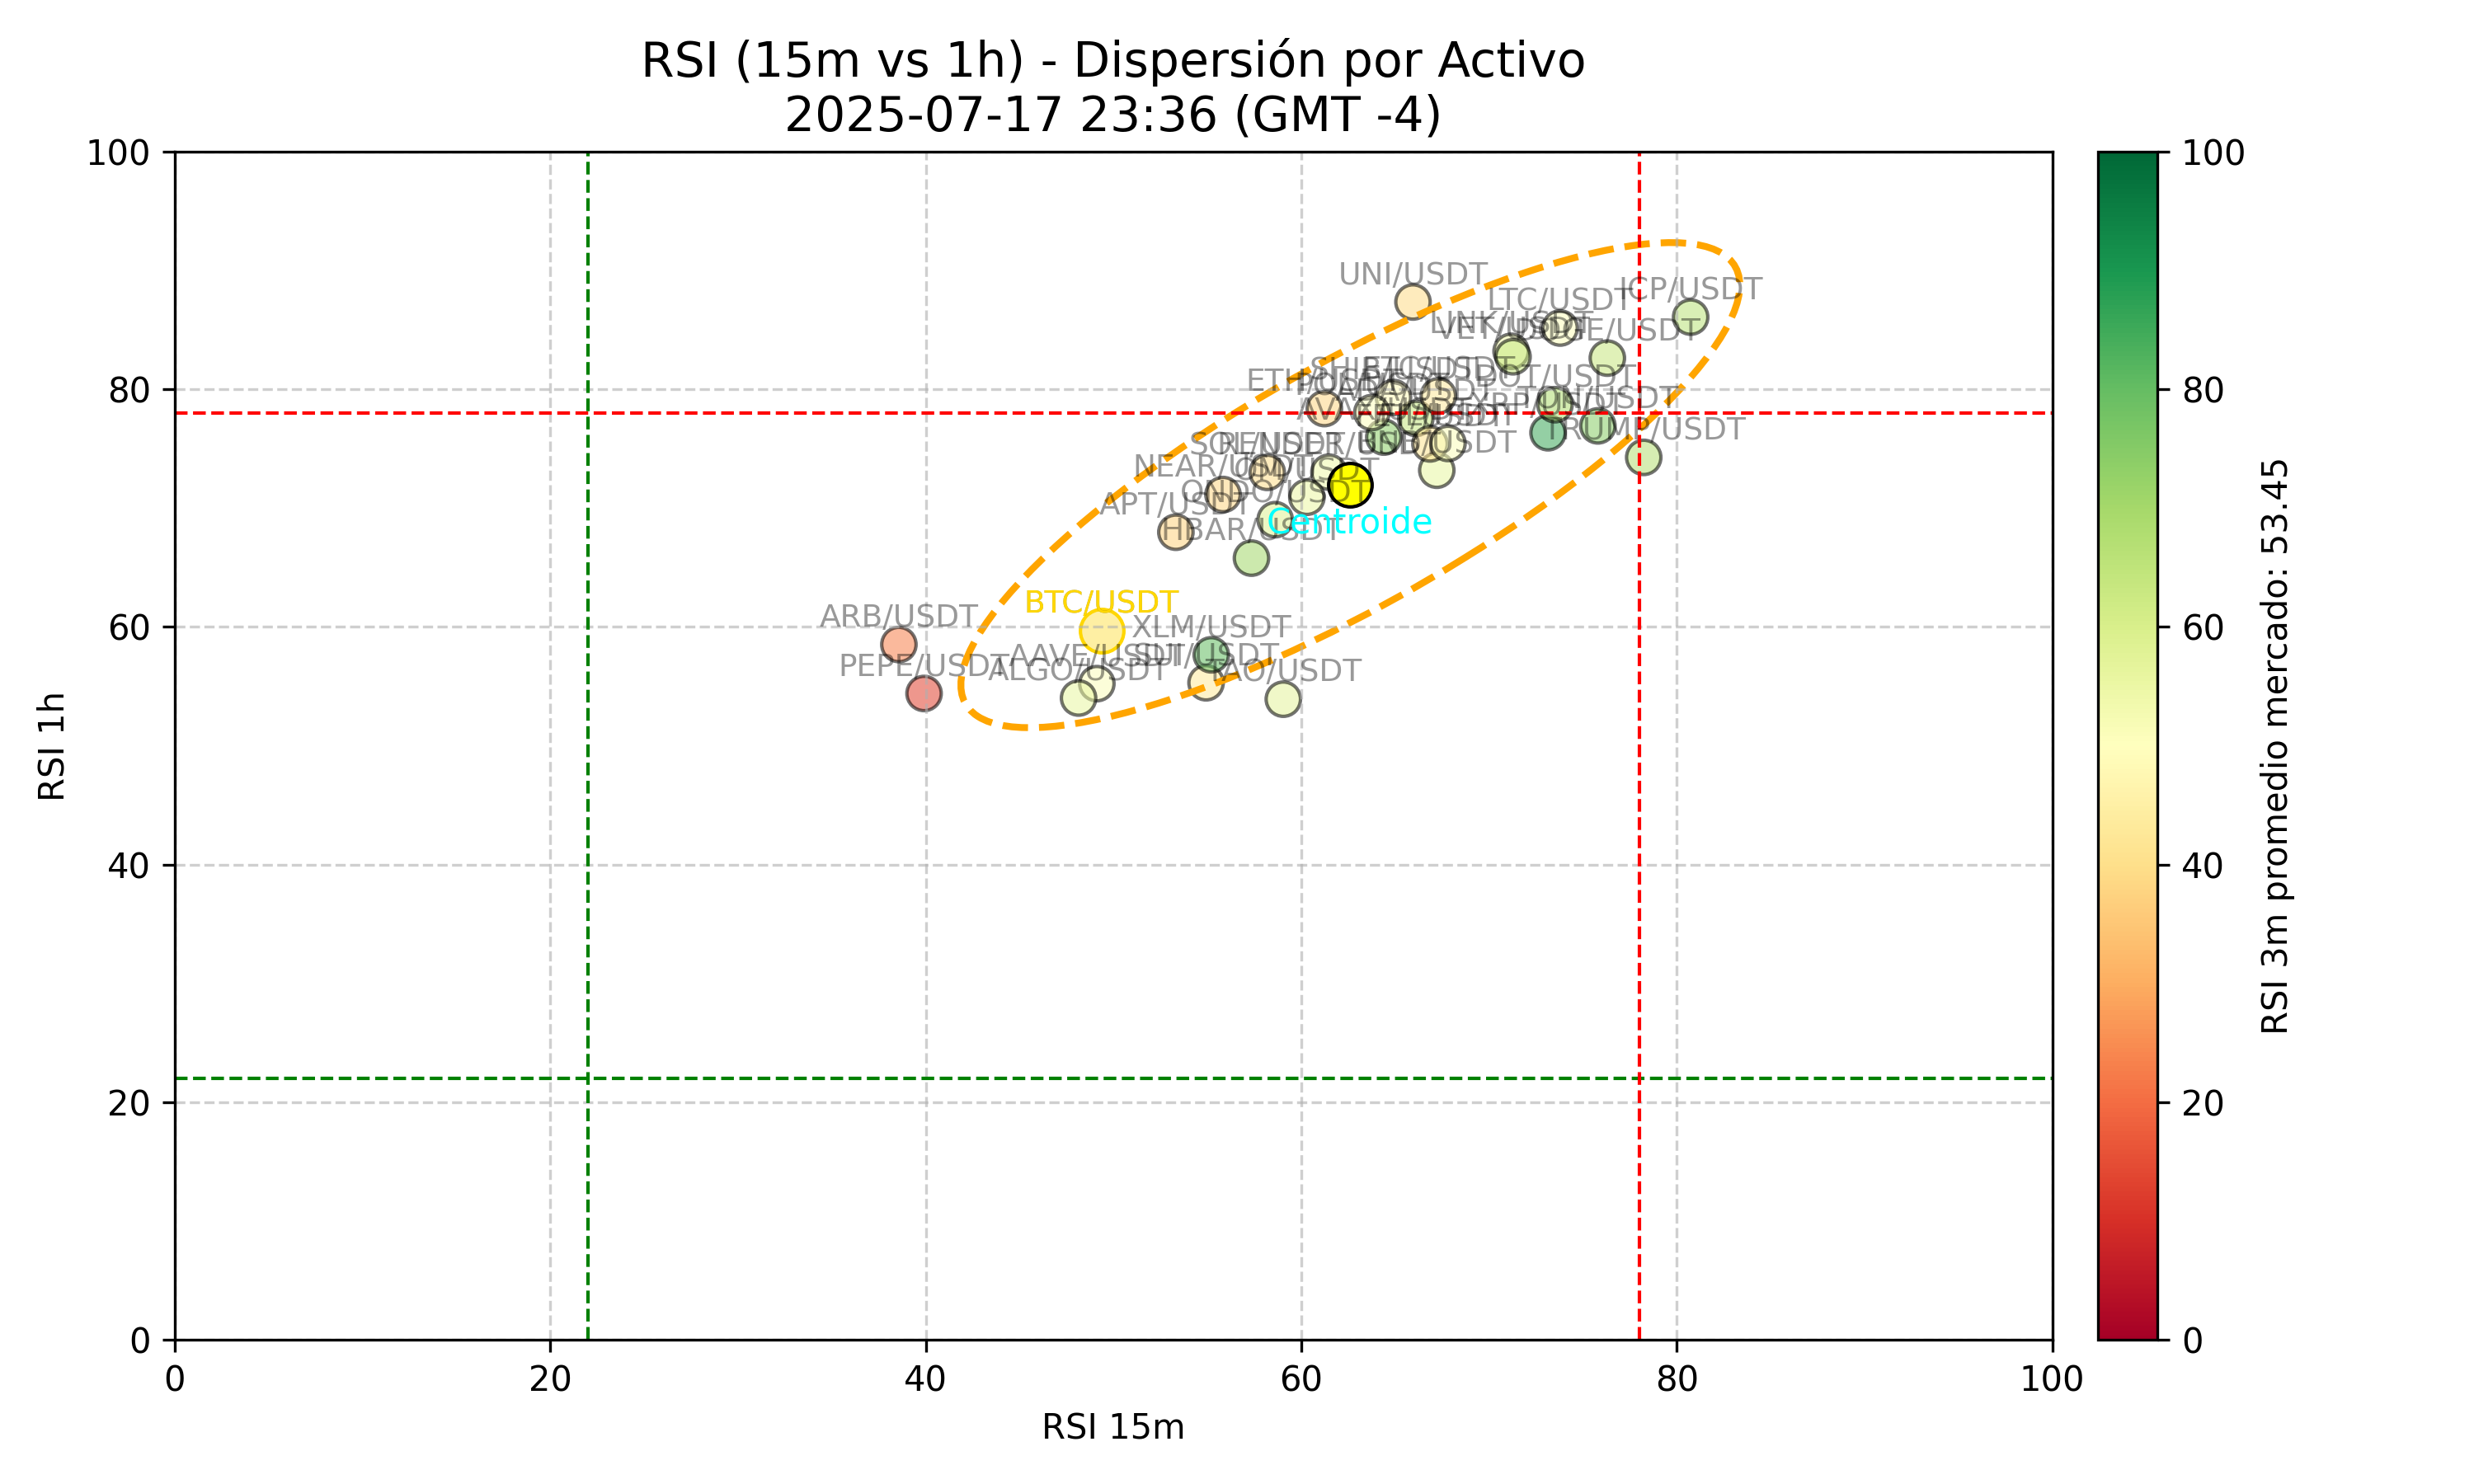 RSI (15m vs 1h) - Dispersión por Activo
2025-07-17 23:36 (GMT -4)
100
80
60
40
20
0
RSI 1h
0
20
40
60
80
100
RSI 15m
UNI/USDT
ICP/USDT
LTC/USDT
LINK/USDT
DOT/USDT
TRUMP/USDT
NEAR/USDT
APT/USDT
ONDO/USDT
HBAR/USDT
Centroide
BTC/USDT
ARB/USDT
XLM/USDT
PEPE/USDT
AAVE/USDT
SUI/USDT
ALGO/USDT
TAO/USDT
100
80
60
40
20
0
RSI 3m promedio mercado: 53.45